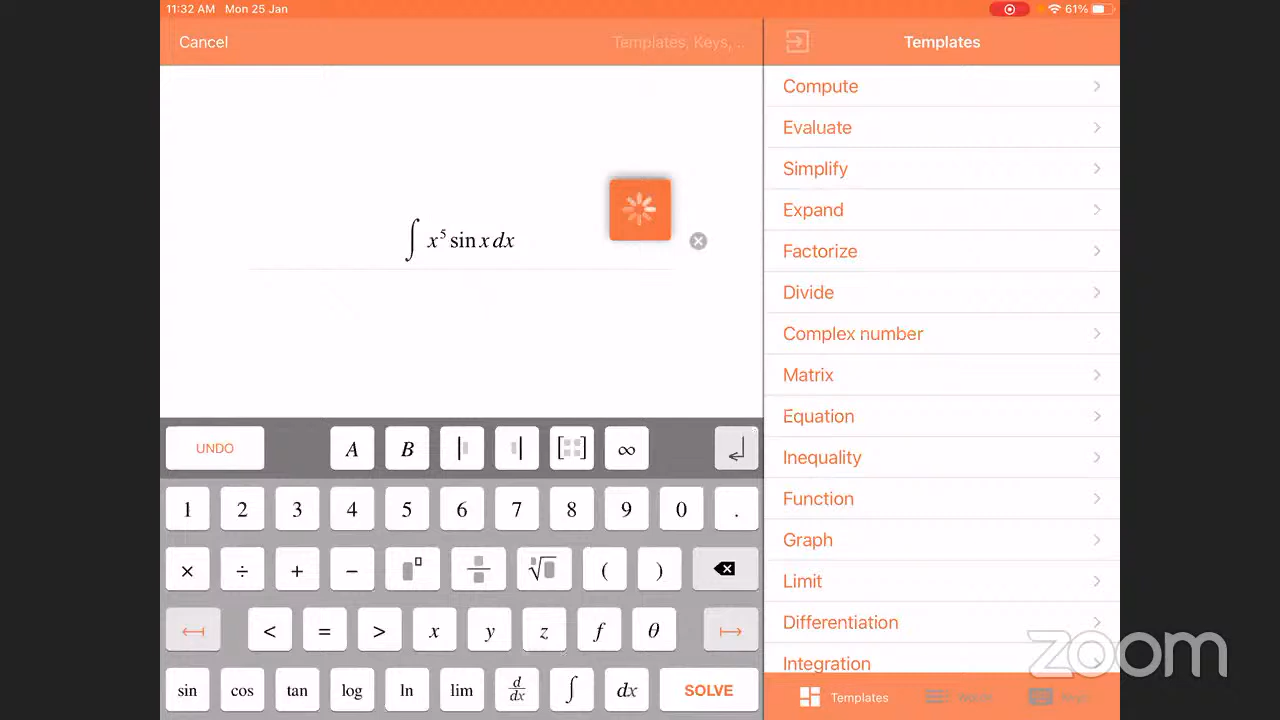 11:32 AM Mon 25 Jan
61%
Cancel
Templates, Keys, ...
Templates
Compute
Evaluate
Simplify
Expand
Factorize
Divide
Complex number
Matrix
Equation
Inequality
Function
Graph
Limit
Differentiation
Integration
∫ x⁵ sin x dx
UNDO A B ∞
1 2 3 4 5 6 7 8 9 0 .
× ÷ + − √ ( )
< = > x y z f θ
sin cos tan log ln lim d/dx ∫ dx SOLVE
Templates
zoom